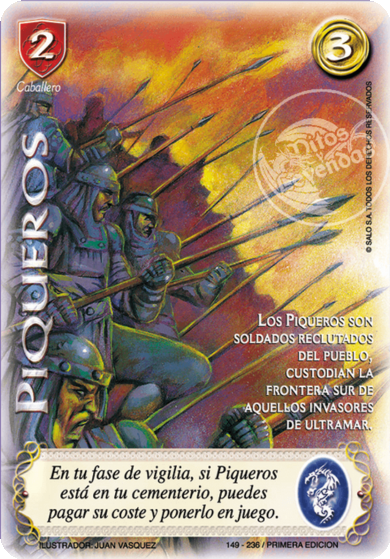 2
3
Caballero
PIQUEROS
Mitos
Leyendas
© SALO S.A. TODOS LOS DERECHOS RESERVADOS
LOS PIQUEROS SON
SOLDADOS RECLUTADOS
DEL PUEBLO,
CUSTODIAN LA
FRONTERA SUR DE
AQUELLOS INVASORES
DE ULTRAMAR.
En tu fase de vigilia, si Piqueros
está en tu cementerio, puedes
pagar su coste y ponerlo en juego.
ILUSTRADOR: JUAN VASQUEZ
149 - 236 / PRIMERA EDICION